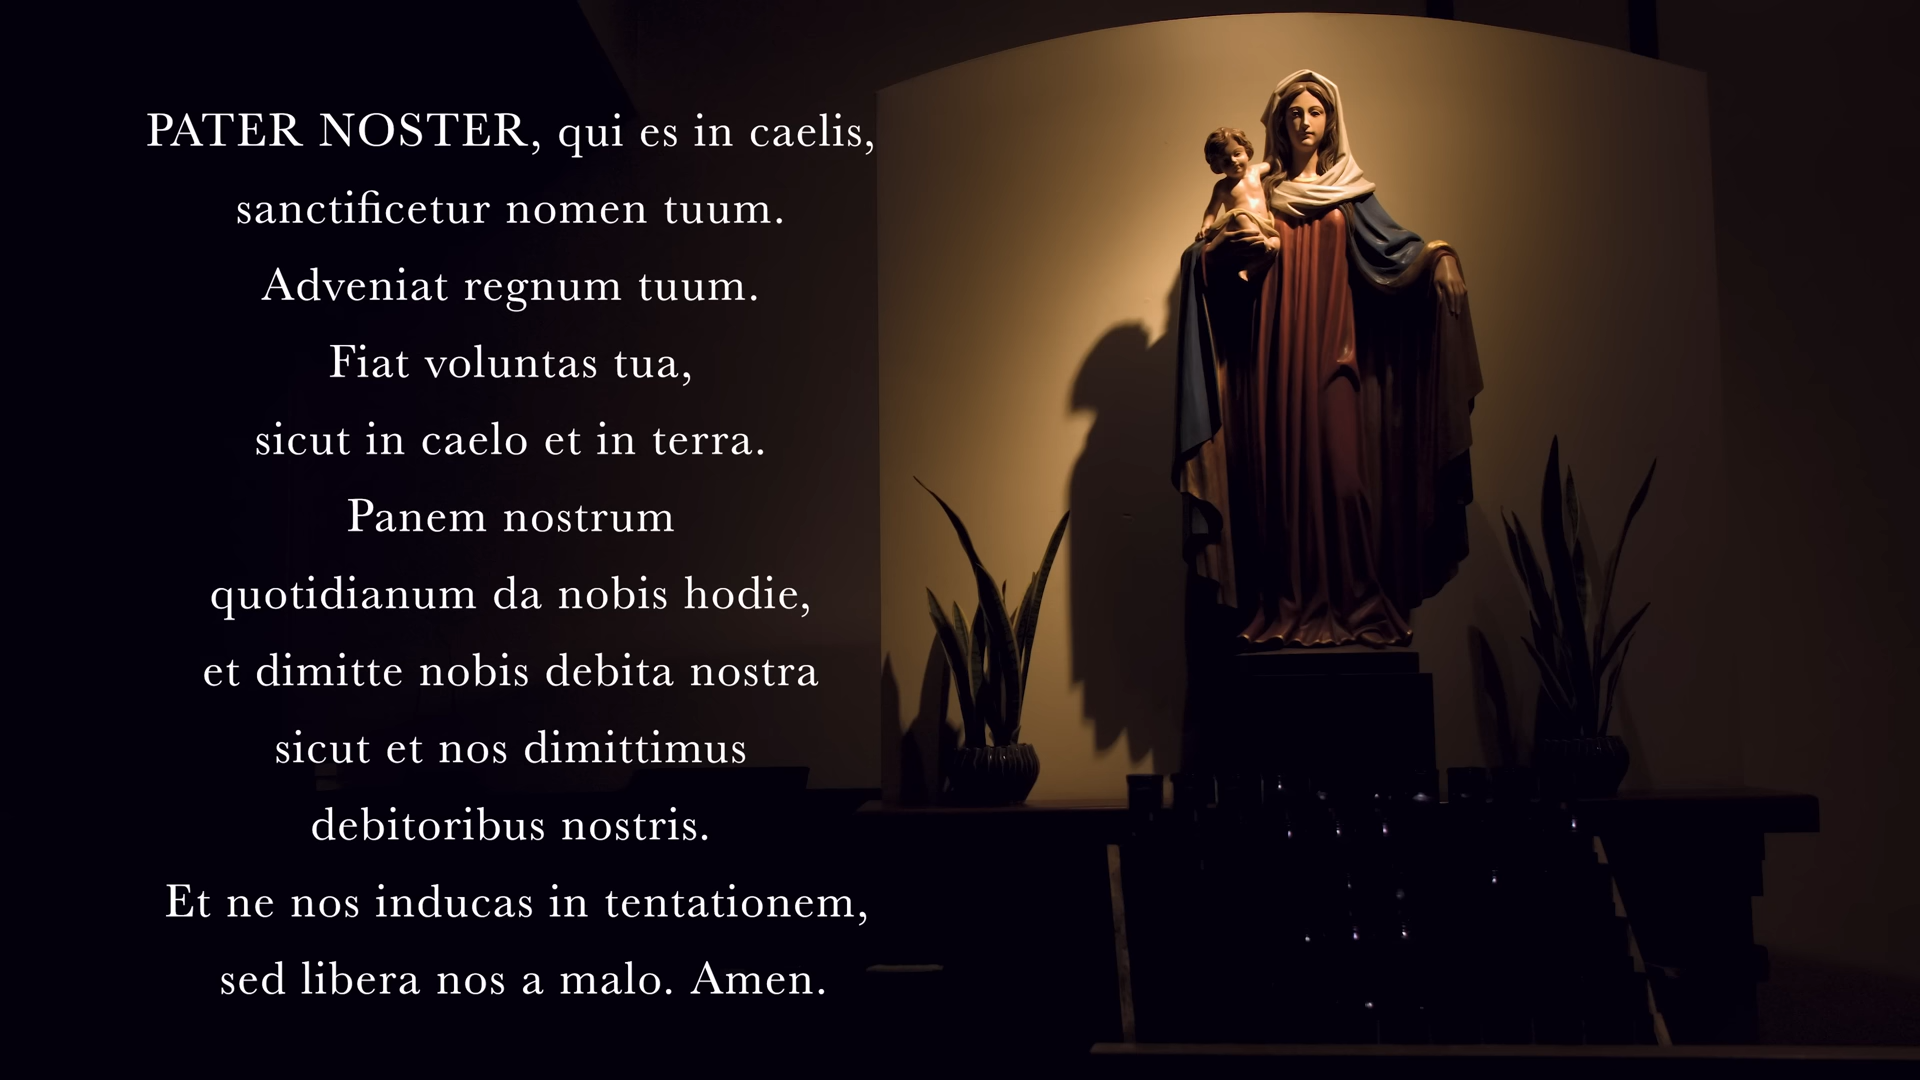 PATER NOSTER, qui es in caelis,
sanctificetur nomen tuum.
Adveniat regnum tuum.
Fiat voluntas tua,
sicut in caelo et in terra.
Panem nostrum
quotidianum da nobis hodie,
et dimitte nobis debita nostra
sicut et nos dimittimus
debitoribus nostris.
Et ne nos inducas in tentationem,
sed libera nos a malo. Amen.